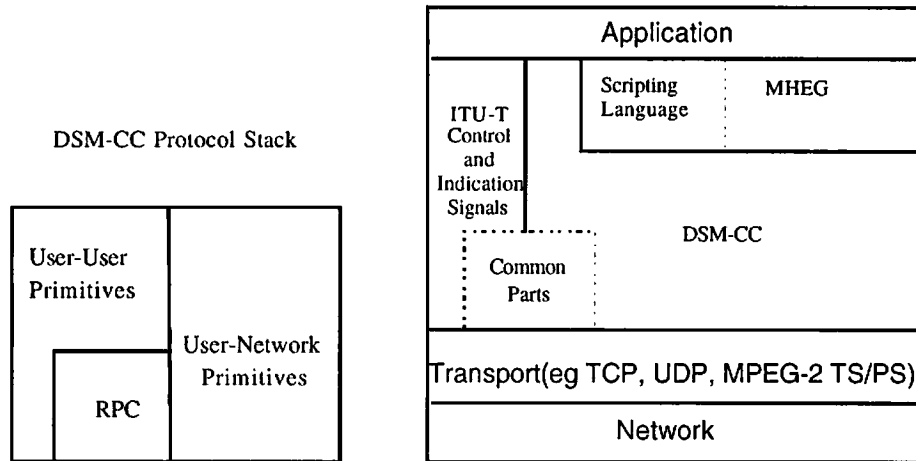 DSM-CC Protocol Stack
User-User
Primitives
User-Network
Primitives
RPC
Application
ITU-T
Control
and
Indication
Signals
Scripting
Language
MHEG
DSM-CC
Common
Parts
Transport(eg TCP, UDP, MPEG-2 TS/PS)
Network